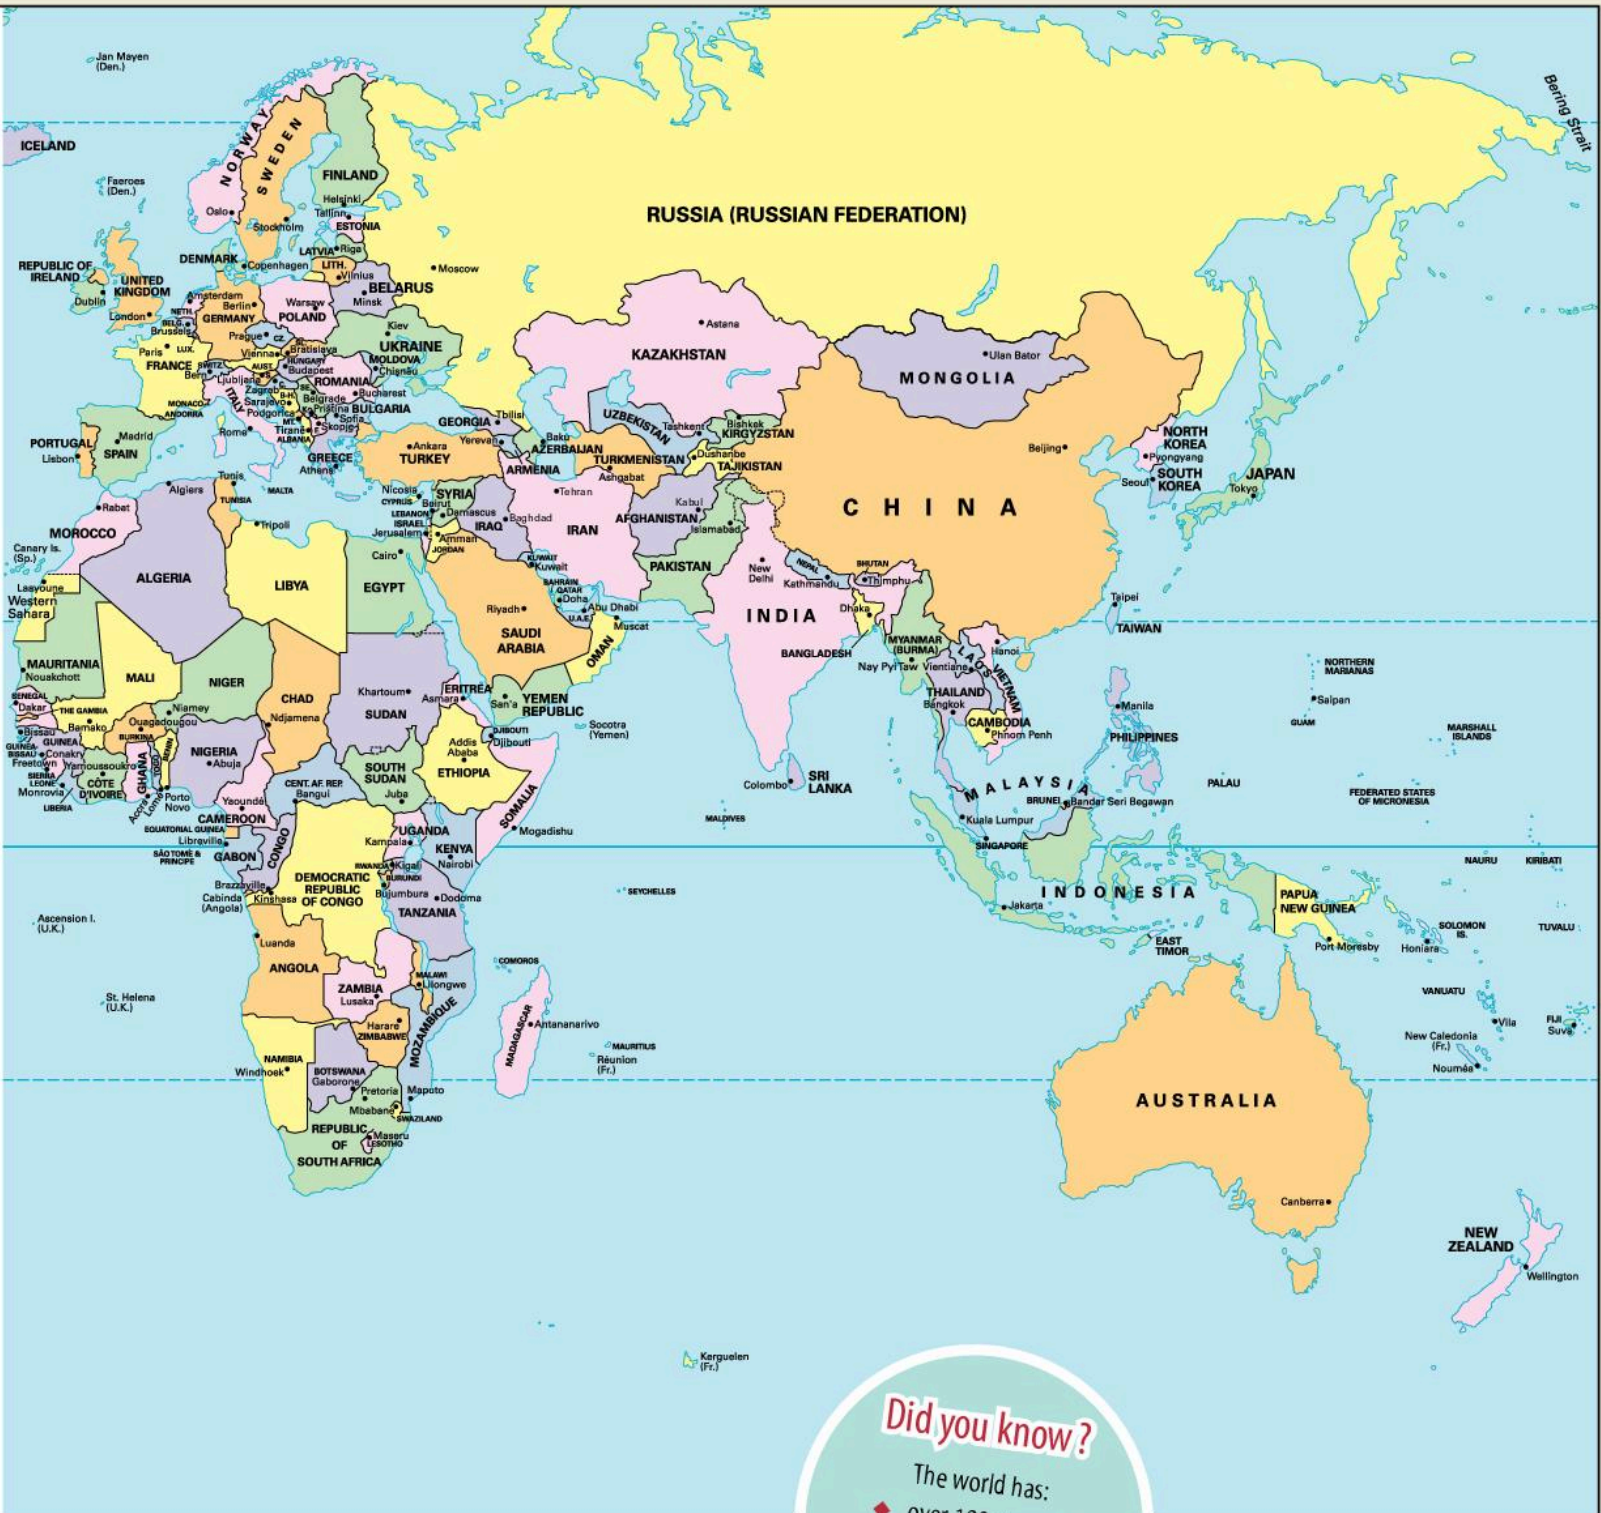 Jan Mayen
(Den.)
Bering Strait
ICELAND
NORWAY
SWEDEN
FINLAND
Faeroes
(Den.)
Helsinki
Oslo
Tallinn
Stockholm
ESTONIA
RUSSIA (RUSSIAN FEDERATION)
LATVIA
Riga
DENMARK
Copenhagen
LITH.
Vilnius
Moscow
REPUBLIC OF
IRELAND
UNITED
KINGDOM
Dublin
BELARUS
Minsk
Amsterdam
Berlin
Warsaw
POLAND
NETH.
GERMANY
London
BELG.
Brussels
Kiev
UKRAINE
Prague
CZ.
Paris
LUX.
Vienna
Bratislava
MOLDOVA
Chisnău
FRANCE
SWITZ.
Bern
AUST.
HUNGARY
Budapest
Ljubljana
ROMANIA
Zagreb
SE.
Belgrade
Bucharest
B-H.
Sarajevo
ITALY
MONACO
ANDORRA
Podgorica
Pristina
BULGARIA
Sofia
MT.
Skopje
Tiranë
ALBANIA
Rome
PORTUGAL
Lisbon
Madrid
SPAIN
GREECE
Athens
Astana
KAZAKHSTAN
Ulan Bator
MONGOLIA
GEORGIA
Tbilisi
UZBEKISTAN
Tashkent
Bishkek
KIRGYZSTAN
Yerevan
Baku
AZERBAIJAN
Ankara
TURKEY
ARMENIA
TURKMENISTAN
Ashgabat
Dushanbe
TAJIKISTAN
Beijing
NORTH
KOREA
Pyongyang
Seoul
SOUTH
KOREA
JAPAN
Tokyo
CHINA
Tunis
TUNISIA
MALTA
Algiers
Nicosia
CYPRUS
SYRIA
Beirut
LEBANON
Damascus
ISRAEL
Jerusalem
Amman
JORDAN
IRAQ
Baghdad
Tehran
IRAN
Kabul
AFGHANISTAN
Islamabad
PAKISTAN
Rabat
MOROCCO
Tripoli
Canary Is.
(Sp.)
Cairo
KUWAIT
Kuwait
New
Delhi
NEPAL
Kathmandu
BHUTAN
Thimphu
Laayoune
Western
Sahara
ALGERIA
LIBYA
EGYPT
BAHRAIN
QATAR
Doha
Abu Dhabi
U.A.E.
Muscat
Riyadh
SAUDI
ARABIA
OMAN
INDIA
Dhaka
BANGLADESH
Taipei
TAIWAN
MYANMAR
(BURMA)
Nay Pyi Taw
Hanoi
LAOS
Vientiane
VIETNAM
MAURITANIA
Nouakchott
MALI
NIGER
CHAD
Khartoum
SUDAN
ERITREA
Asmara
San'a
YEMEN
REPUBLIC
Socotra
(Yemen)
THAILAND
Bangkok
CAMBODIA
Phnom Penh
Manila
PHILIPPINES
NORTHERN
MARIANAS
Saipan
GUAM
MARSHALL
ISLANDS
SENEGAL
Dakar
THE GAMBIA
Bamako
Niamey
Ouagadougou
BURKINA
Ndjamena
Bissau
GUINEA-
BISSAU
GUINEA
Conakry
Freetown
SIERRA
LEONE
Monrovia
LIBERIA
Yamoussoukro
CÔTE
D'IVOIRE
GHANA
TOGO
BENIN
Accra
Lomé
Porto
Novo
NIGERIA
Abuja
DJIBOUTI
Djibouti
Addis
Ababa
ETHIOPIA
SOUTH
SUDAN
Juba
CENT. AF. REP.
Bangui
Yaoundé
CAMEROON
SOMALIA
Mogadishu
EQUATORIAL GUINEA
Libreville
SÃO TOMÉ &
PRINCIPE
GABON
CONGO
UGANDA
Kampala
KENYA
Nairobi
RWANDA
Kigali
BURUNDI
Bujumbura
DEMOCRATIC
REPUBLIC
OF CONGO
Brazzaville
Cabinda
(Angola)
Kinshasa
Dodoma
TANZANIA
Colombo
SRI
LANKA
MALDIVES
SEYCHELLES
MALAYSIA
BRUNEI
Bandar Seri Begawan
Kuala Lumpur
SINGAPORE
PALAU
FEDERATED STATES
OF MICRONESIA
NAURU
KIRIBATI
INDONESIA
Jakarta
PAPUA
NEW GUINEA
Port Moresby
EAST
TIMOR
SOLOMON
IS.
Honiara
TUVALU
Ascension I.
(U.K.)
Luanda
ANGOLA
COMOROS
MALAWI
Lilongwe
ZAMBIA
Lusaka
St. Helena
(U.K.)
Harare
ZIMBABWE
MOZAMBIQUE
MADAGASCAR
Antananarivo
MAURITIUS
Réunion
(Fr.)
VANUATU
Vila
FIJI
Suva
New Caledonia
(Fr.)
Nouméa
NAMIBIA
Windhoek
BOTSWANA
Gaborone
Pretoria
Maputo
Mbabane
SWAZILAND
REPUBLIC
OF
SOUTH AFRICA
Maseru
LESOTHO
AUSTRALIA
Canberra
NEW
ZEALAND
Wellington
Kerguelen
(Fr.)
Did you know?
The world has: